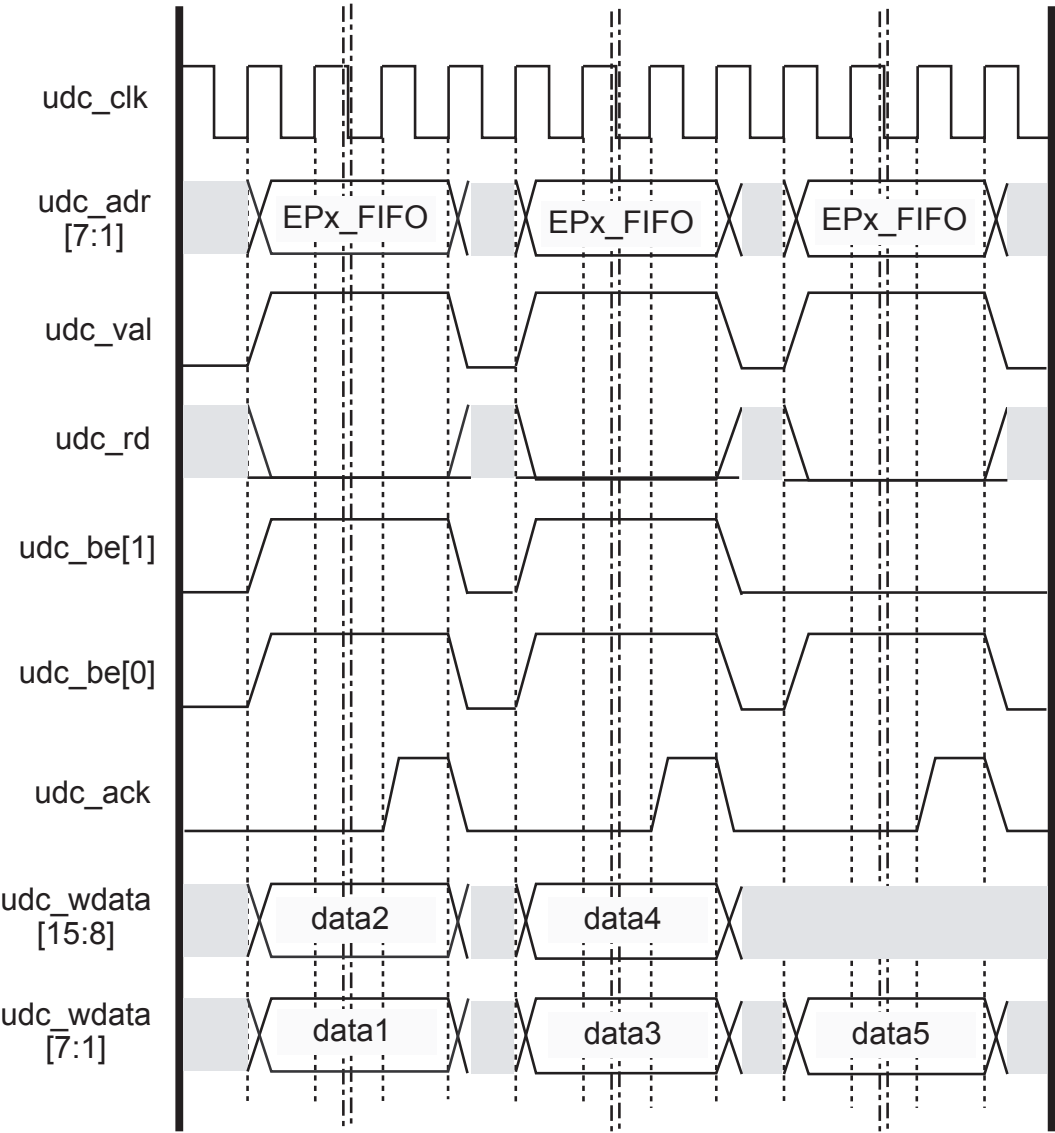 udc_clk
udc_adr
[7:1]
EPx_FIFO
EPx_FIFO
EPx_FIFO
udc_val
udc_rd
udc_be[1]
udc_be[0]
udc_ack
udc_wdata
[15:8]
data2
data4
udc_wdata
[7:1]
data1
data3
data5